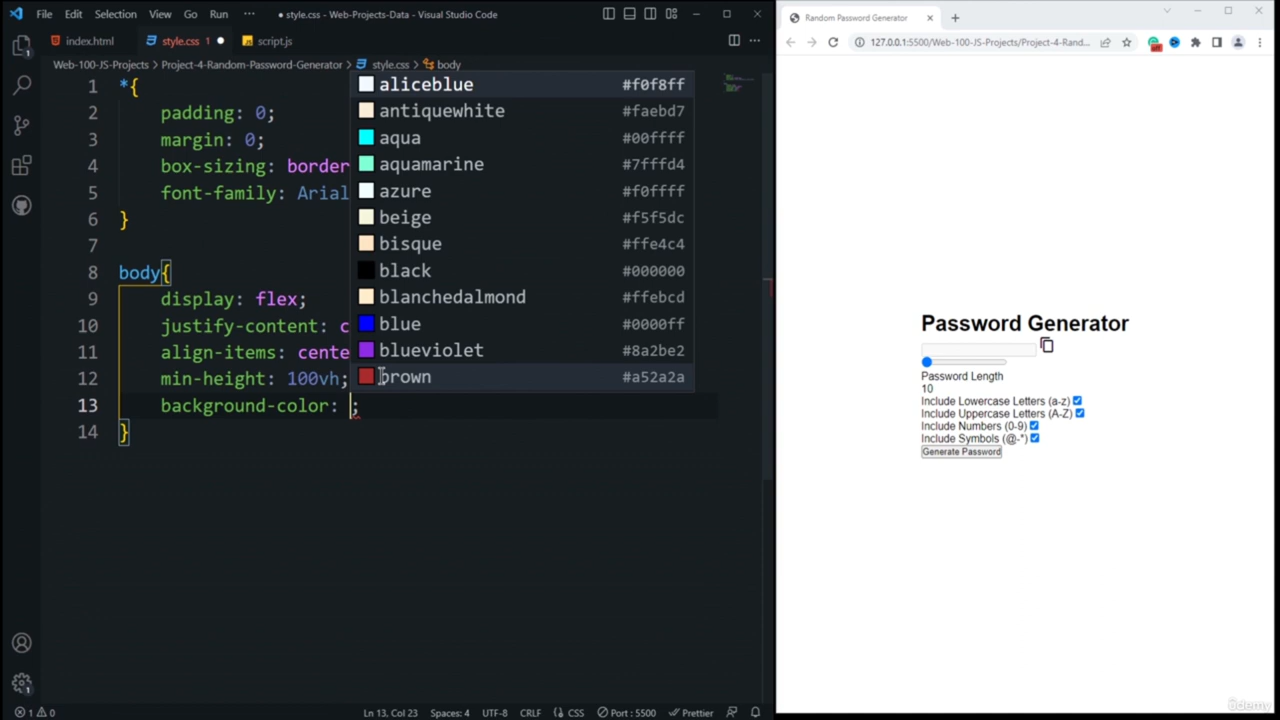 File Edit Selection View Go Run ··· style.css - Web-Projects-Data - Visual Studio Code
index.html style.css 1 script.js
Web-100-JS-Projects > Project-4-Random-Password-Generator > style.css > body
1 *{
2 padding: 0;
3 margin: 0;
4 box-sizing: border
5 font-family: Arial
6 }
7
8 body{
9 display: flex;
10 justify-content: c
11 align-items: cente
12 min-height: 100vh;
13 background-color: ;
14 }
aliceblue #f0f8ff
antiquewhite #faebd7
aqua #00ffff
aquamarine #7fffd4
azure #f0ffff
beige #f5f5dc
bisque #ffe4c4
black #000000
blanchedalmond #ffebcd
blue #0000ff
blueviolet #8a2be2
brown #a52a2a
1
1
1 0 Ln 13, Col 23 Spaces: 4 UTF-8 CRLF CSS Port : 5500 Prettier
Random Password Generator
127.0.0.1:5500/Web-100-JS-Projects/Project-4-Rand...
Password Generator
Password Length
10
Include Lowercase Letters (a-z)
Include Uppercase Letters (A-Z)
Include Numbers (0-9)
Include Symbols (@-*)
Generate Password
ûdemy